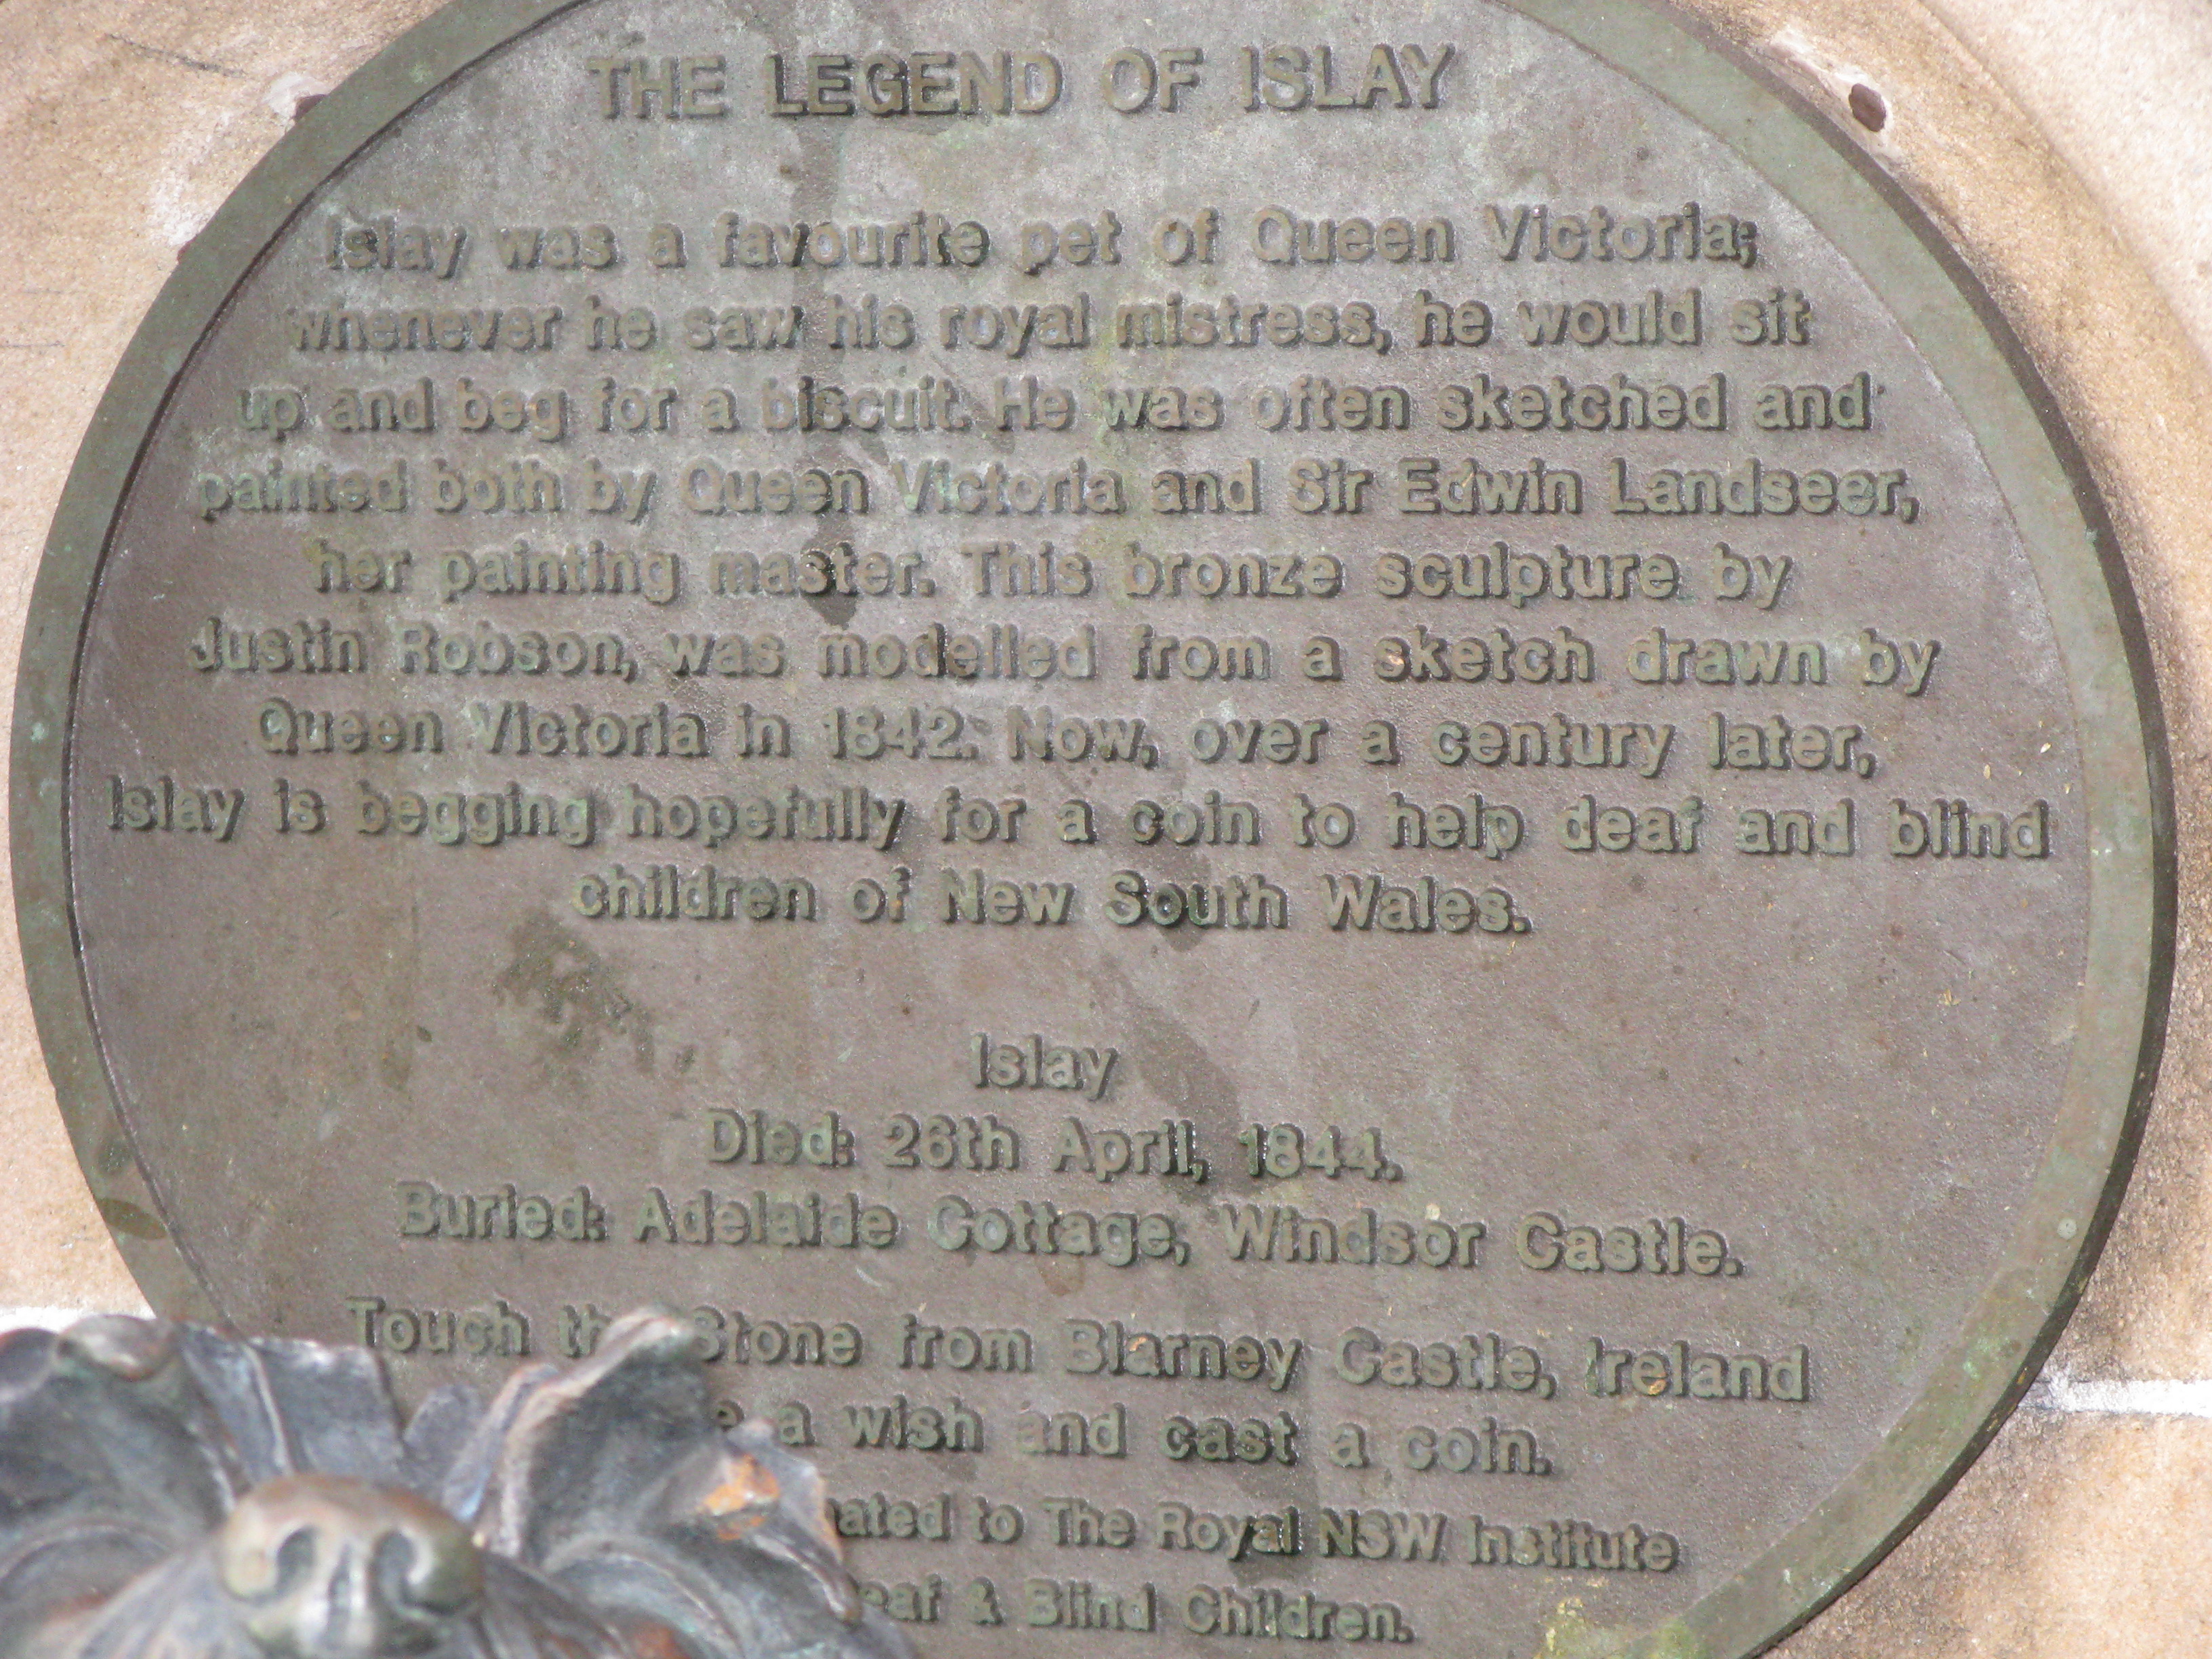 THE LEGEND OF ISLAY
Islay was a favourite pet of Queen Victoria;
whenever he saw his royal mistress, he would sit
up and beg for a biscuit. He was often sketched and
painted both by Queen Victoria and Sir Edwin Landseer,
her painting master. This bronze sculpture by
Justin Robson, was modelled from a sketch drawn by
Queen Victoria in 1842. Now, over a century later,
Islay is begging hopefully for a coin to help deaf and blind
children of New South Wales.
Islay
Died: 26th April, 1844.
Buried: Adelaide Cottage, Windsor Castle.
Touch Stone from Blarney Castle, Ireland
a wish and cast a coin.
to The Royal NSW Institute
& Blind Children.